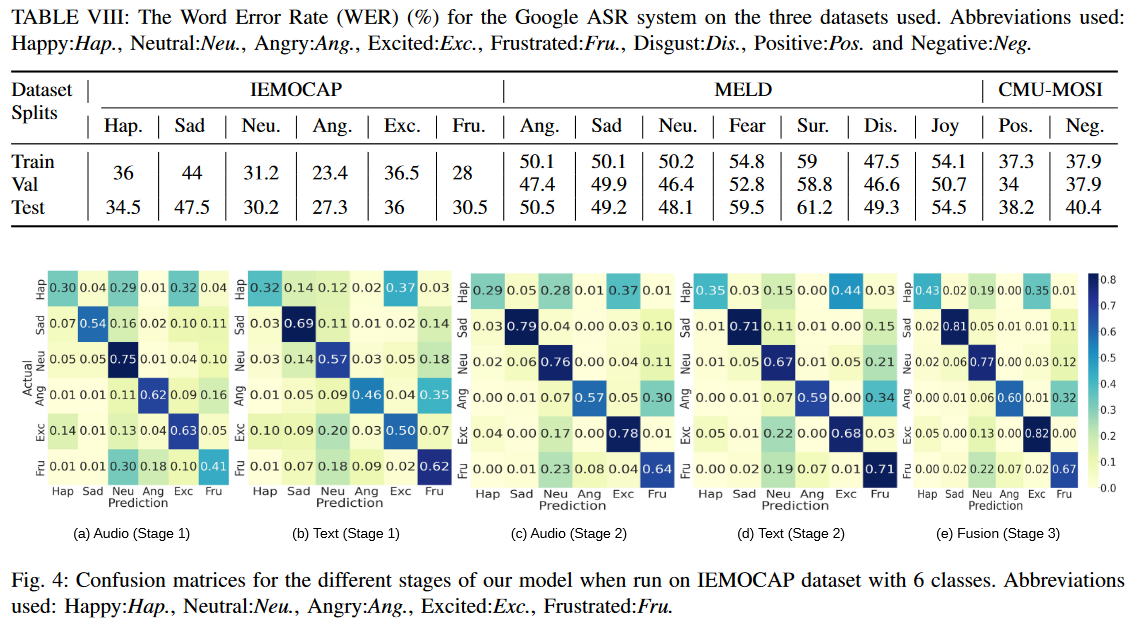 TABLE VIII: The Word Error Rate (WER) (%) for the Google ASR system on the three datasets used. Abbreviations used:
Happy:Hap., Neutral:Neu., Angry:Ang., Excited:Exc., Frustrated:Fru., Disgust:Dis., Positive:Pos. and Negative:Neg.
Dataset Splits IEMOCAP MELD CMU-MOSI
Hap. Sad Neu. Ang. Exc. Fru. Ang. Sad Neu. Fear Sur. Dis. Joy Pos. Neg.
Train 36 44 31.2 23.4 36.5 28 50.1 50.1 50.2 54.8 59 47.5 54.1 37.3 37.9
Val 47.4 49.9 46.4 52.8 58.8 46.6 50.7 34 37.9
Test 34.5 47.5 30.2 27.3 36 30.5 50.5 49.2 48.1 59.5 61.2 49.3 54.5 38.2 40.4
Actual
Hap 0.30 0.04 0.29 0.01 0.32 0.04
Sad 0.07 0.54 0.16 0.02 0.10 0.11
Neu 0.05 0.05 0.75 0.01 0.04 0.10
Ang 0.01 0.01 0.11 0.62 0.09 0.16
Exc 0.14 0.01 0.13 0.04 0.63 0.05
Fru 0.01 0.01 0.30 0.18 0.10 0.41
Hap Sad Neu Ang Exc Fru
Prediction
(a) Audio (Stage 1)
Hap 0.32 0.14 0.12 0.02 0.37 0.03
Sad 0.03 0.69 0.11 0.01 0.02 0.14
Neu 0.03 0.14 0.57 0.03 0.05 0.18
Ang 0.01 0.05 0.09 0.46 0.04 0.35
Exc 0.10 0.09 0.20 0.03 0.50 0.07
Fru 0.01 0.07 0.18 0.09 0.02 0.62
Hap Sad Neu Ang Exc Fru
Prediction
(b) Text (Stage 1)
Hap 0.29 0.05 0.28 0.01 0.37 0.01
Sad 0.03 0.79 0.04 0.00 0.03 0.10
Neu 0.02 0.06 0.76 0.00 0.04 0.11
Ang 0.00 0.01 0.07 0.57 0.05 0.30
Exc 0.04 0.00 0.17 0.00 0.78 0.01
Fru 0.00 0.01 0.23 0.08 0.04 0.64
Hap Sad Neu Ang Exc Fru
Prediction
(c) Audio (Stage 2)
Hap 0.35 0.03 0.15 0.00 0.44 0.03
Sad 0.01 0.71 0.11 0.01 0.00 0.15
Neu 0.01 0.05 0.67 0.01 0.05 0.21
Ang 0.00 0.01 0.07 0.59 0.00 0.34
Exc 0.05 0.01 0.22 0.00 0.68 0.03
Fru 0.00 0.02 0.19 0.07 0.01 0.71
Hap Sad Neu Ang Exc Fru
Prediction
(d) Text (Stage 2)
Hap 0.43 0.02 0.19 0.00 0.35 0.01
Sad 0.02 0.81 0.05 0.01 0.01 0.11
Neu 0.02 0.06 0.77 0.00 0.03 0.12
Ang 0.00 0.01 0.06 0.60 0.01 0.32
Exc 0.05 0.00 0.13 0.00 0.82 0.00
Fru 0.00 0.02 0.22 0.07 0.02 0.67
Hap Sad Neu Ang Exc Fru
Prediction
(e) Fusion (Stage 3)
0.8
0.7
0.6
0.5
0.4
0.3
0.2
0.1
0.0
Fig. 4: Confusion matrices for the different stages of our model when run on IEMOCAP dataset with 6 classes. Abbreviations
used: Happy:Hap., Neutral:Neu., Angry:Ang., Excited:Exc., Frustrated:Fru.